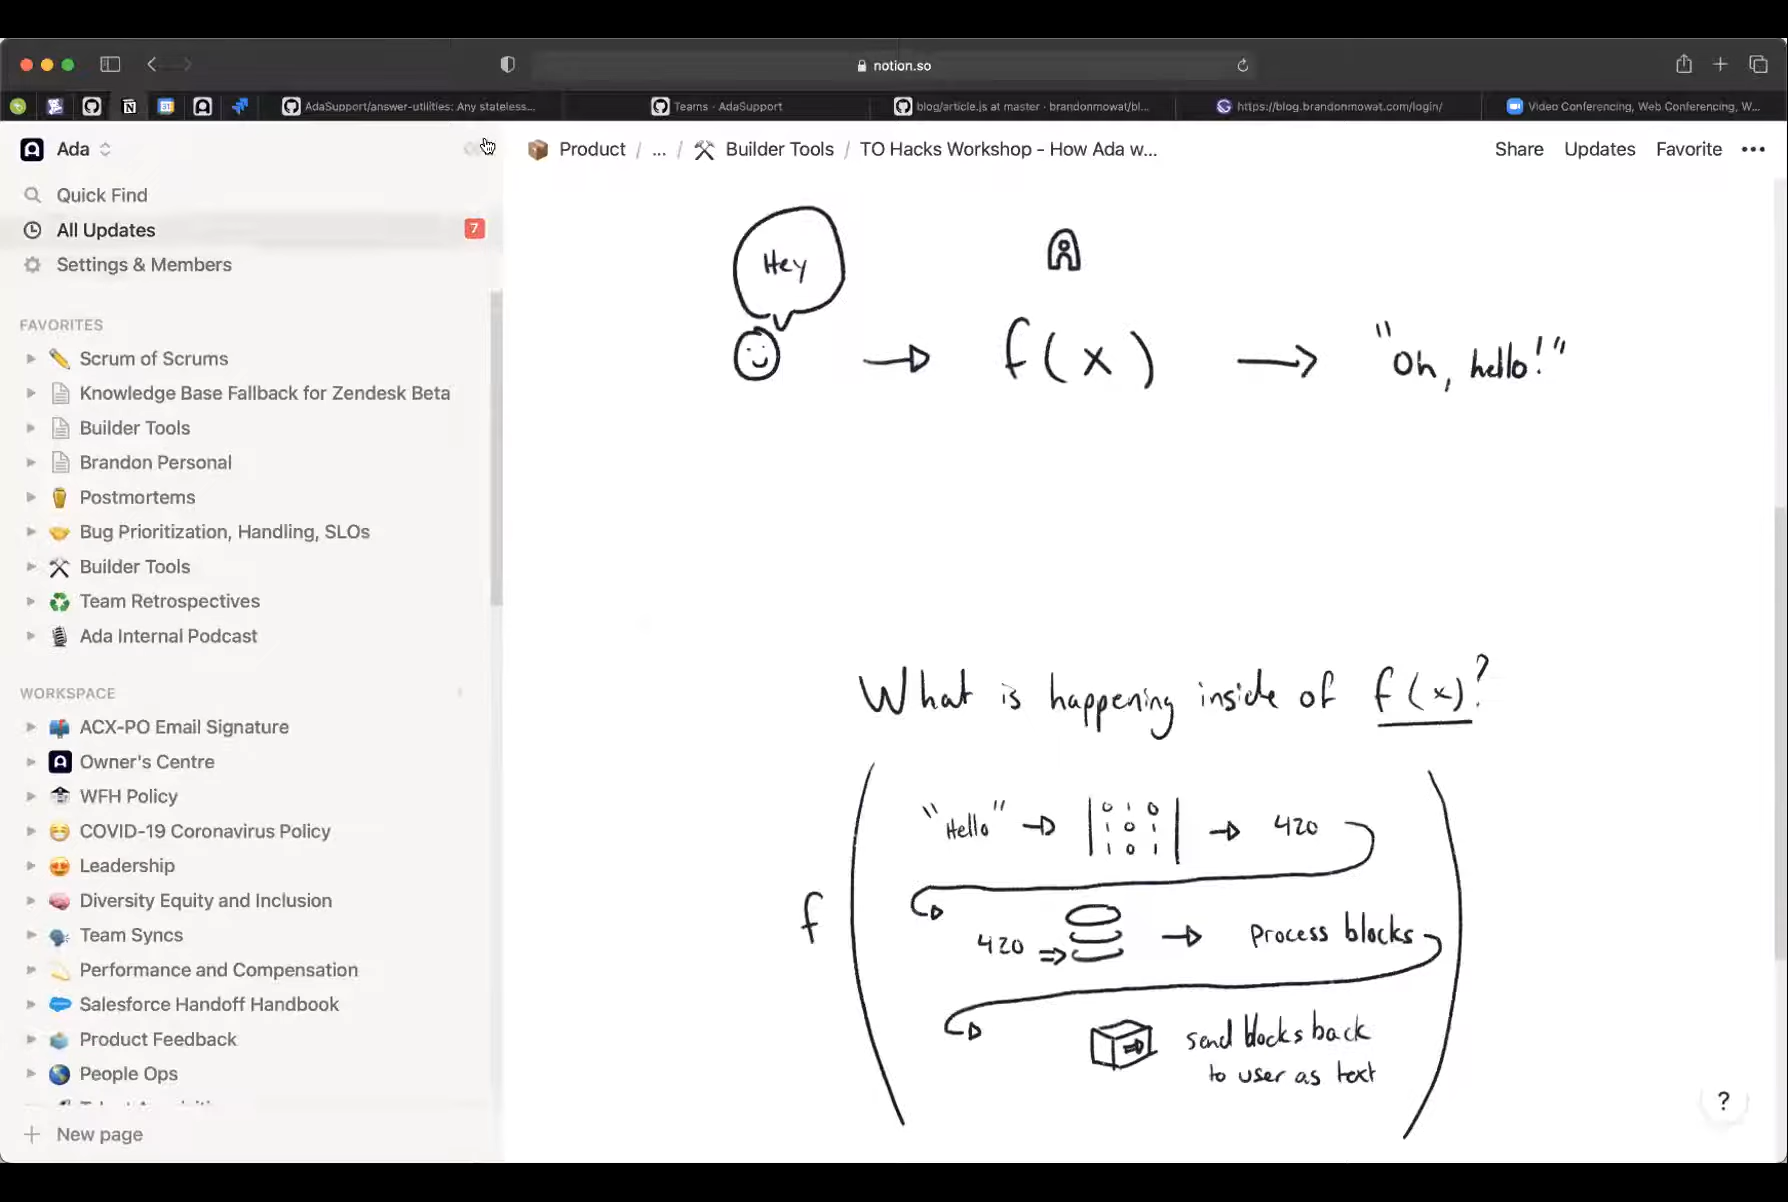 notion.so
AdaSupport/answer-utilities: Any stateless...
Teams · AdaSupport
blog/article.js at master · brandonmowat/bl...
https://blog.brandonmowat.com/login/
Video Conferencing, Web Conferencing, W...
Ada
Product / ... / Builder Tools / TO Hacks Workshop - How Ada w...
Share Updates Favorite
Quick Find
All Updates 7
Settings & Members
FAVORITES
Scrum of Scrums
Knowledge Base Fallback for Zendesk Beta
Builder Tools
Brandon Personal
Postmortems
Bug Prioritization, Handling, SLOs
Builder Tools
Team Retrospectives
Ada Internal Podcast
WORKSPACE
ACX-PO Email Signature
Owner's Centre
WFH Policy
COVID-19 Coronavirus Policy
Leadership
Diversity Equity and Inclusion
Team Syncs
Performance and Compensation
Salesforce Handoff Handbook
Product Feedback
People Ops
New page
Hey
f(x)
"Oh, hello!"
What is happening inside of f(x)?
f
"Hello" → 0 1 0 → 420
1 0 1
1 0 1
420 ⇒ → Process blocks
send blocks back
to user as text
?